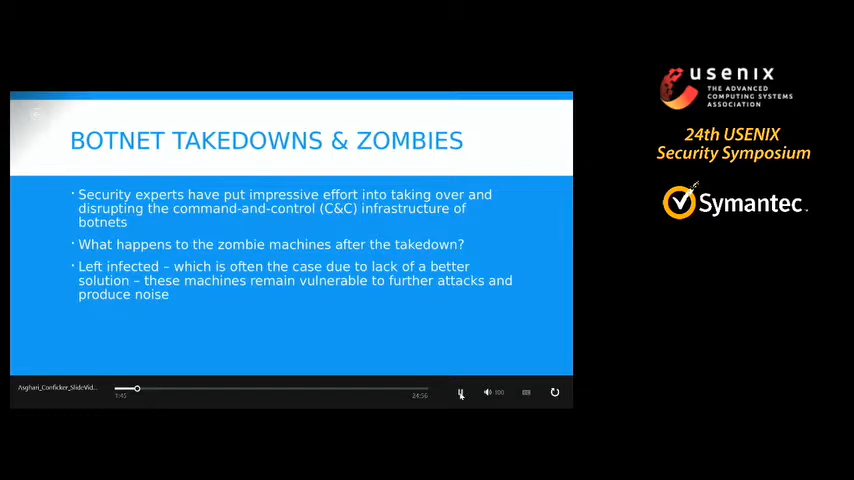 BOTNET TAKEDOWNS & ZOMBIES
· Security experts have put impressive effort into taking over and
disrupting the command-and-control (C&C) infrastructure of
botnets
· What happens to the zombie machines after the takedown?
· Left infected – which is often the case due to lack of a better
solution – these machines remain vulnerable to further attacks and
produce noise
Asghari_Conficker_SlideVid...
1:45
24:56
100
usenix
THE ADVANCED
COMPUTING SYSTEMS
ASSOCIATION
24th USENIX
Security Symposium
Symantec.